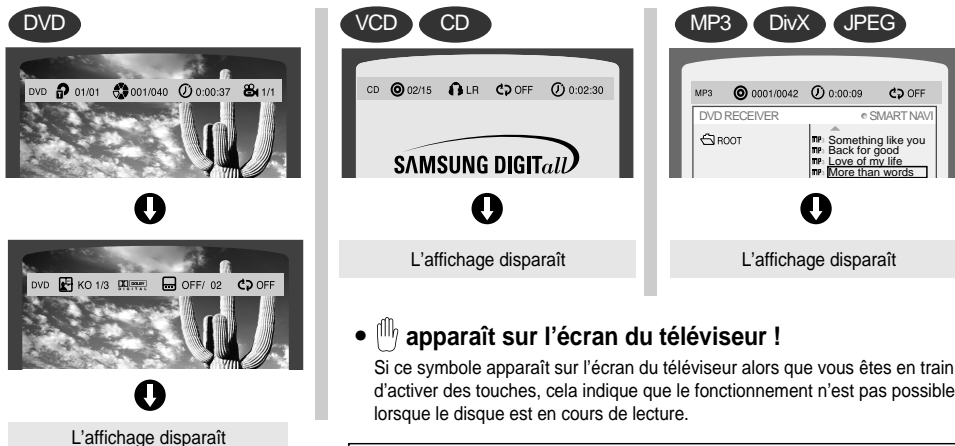 DVD
DVD 01/01 001/040 0:00:37 1/1
DVD KO 1/3 DOLBY DIGITAL OFF/ 02 OFF
L'affichage disparaît
VCD CD
CD 02/15 LR OFF 0:02:30
SAMSUNG DIGITall
L'affichage disparaît
MP3 DivX JPEG
MP3 0001/0042 0:00:09 OFF
DVD RECEIVER SMART NAVI
ROOT
Something like you
Back for good
Love of my life
More than words
L'affichage disparaît
• apparaît sur l'écran du téléviseur !
Si ce symbole apparaît sur l'écran du téléviseur alors que vous êtes en train
d'activer des touches, cela indique que le fonctionnement n'est pas possible
lorsque le disque est en cours de lecture.